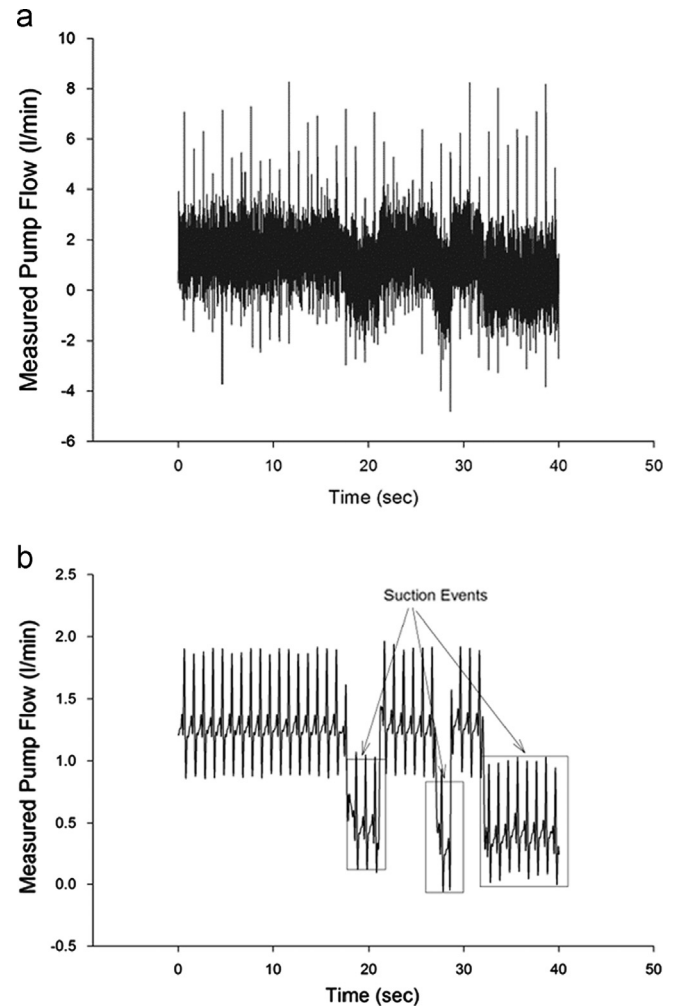 a
Measured Pump Flow (l/min)
10
8
6
4
2
0
-2
-4
-6
0 10 20 30 40 50
Time (sec)
b
Measured Pump Flow (l/min)
2.5
2.0
1.5
1.0
0.5
0.0
-0.5
Suction Events
0 10 20 30 40 50
Time (sec)